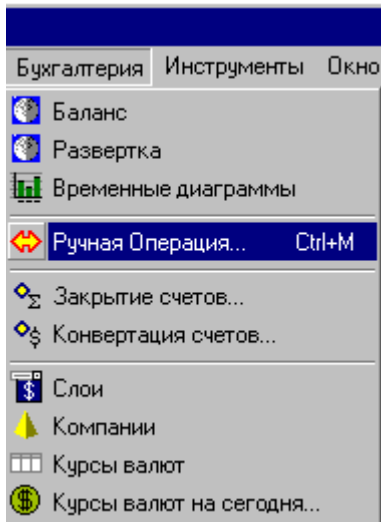 Бухгалтерия Инструменты Окно
Баланс
Развертка
Временные диаграммы
Ручная Операция... Ctrl+M
Закрытие счетов...
Конвертация счетов...
Слои
Компании
Курсы валют
Курсы валют на сегодня...